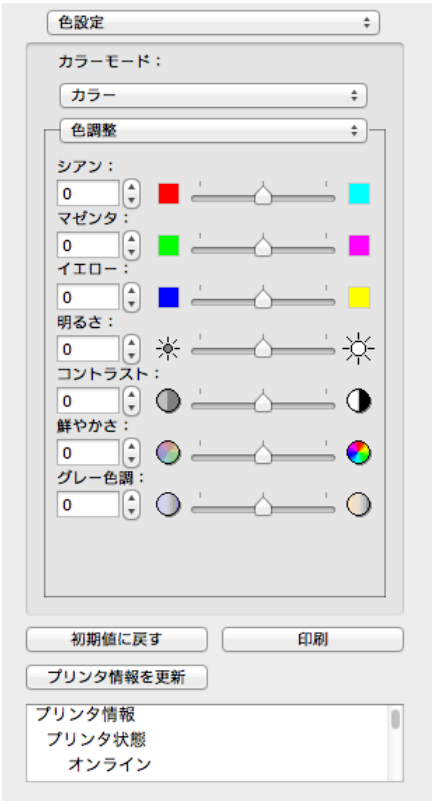 色設定
カラーモード：
カラー
色調整
シアン：
0
マゼンタ：
0
イエロー：
0
明るさ：
0
コントラスト：
0
鮮やかさ：
0
グレー色調：
0
初期値に戻す 印刷
プリンタ情報を更新
プリンタ情報
プリンタ状態
オンライン